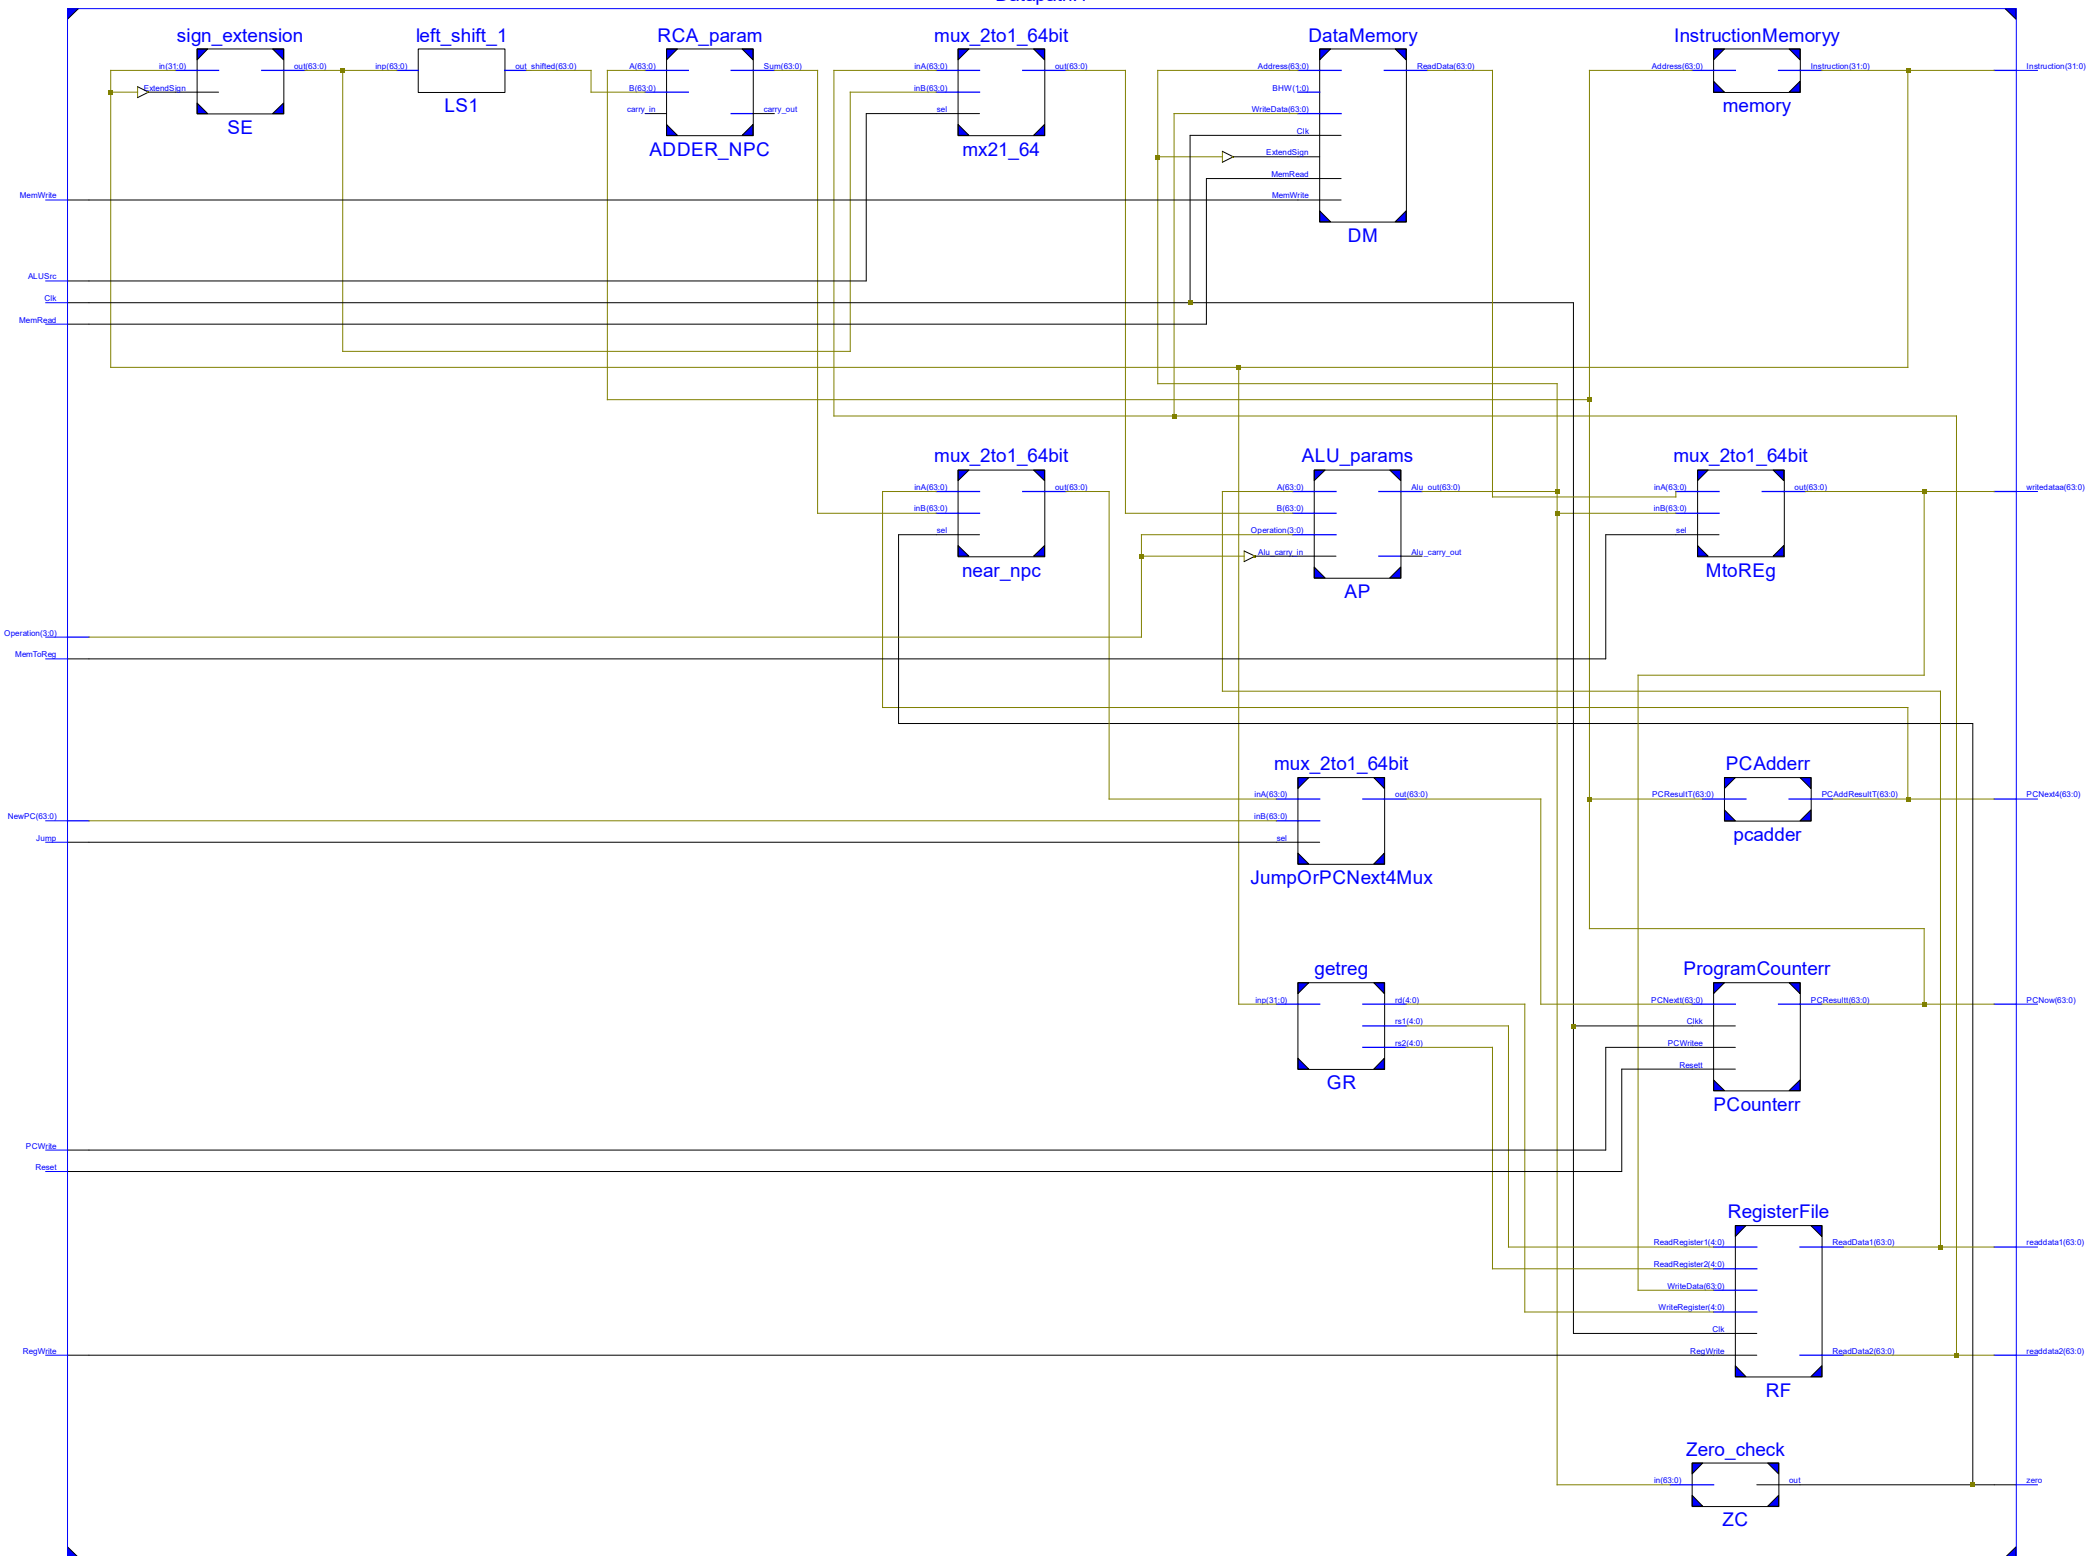 sign_extension
in(31:0)
out(63:0)
ExtendSign
SE
left_shift_1
inp(63:0)
out_shifted(63:0)
LS1
RCA_param
A(63:0)
Sum(63:0)
B(63:0)
carry_in
carry_out
ADDER_NPC
mux_2to1_64bit
inA(63:0)
out(63:0)
inB(63:0)
sel
mx21_64
DataMemory
Address(63:0)
ReadData(63:0)
BHW(1:0)
WriteData(63:0)
Clk
ExtendSign
MemRead
MemWrite
DM
InstructionMemoryy
Address(63:0)
Instruction(31:0)
memory
Instruction(31:0)
MemWrite
ALUSrc
Clk
MemRead
mux_2to1_64bit
inA(63:0)
out(63:0)
inB(63:0)
sel
near_npc
ALU_params
A(63:0)
Alu_out(63:0)
B(63:0)
Operation(3:0)
Alu_carry_in
Alu_carry_out
AP
mux_2to1_64bit
inA(63:0)
out(63:0)
inB(63:0)
sel
MtoREg
writedataa(63:0)
Operation(3:0)
MemToReg
mux_2to1_64bit
inA(63:0)
out(63:0)
inB(63:0)
sel
JumpOrPCNext4Mux
PCAdderr
PCResultT(63:0)
PCAddResultT(63:0)
pcadder
PCNext4(63:0)
NewPC(63:0)
Jump
getreg
inp(31:0)
rd(4:0)
rs1(4:0)
rs2(4:0)
GR
ProgramCounterr
PCNextt(63:0)
PCResultt(63:0)
Clkk
PCWritee
Resett
PCounterr
PCNow(63:0)
PCWrite
Reset
RegisterFile
ReadRegister1(4:0)
ReadData1(63:0)
ReadRegister2(4:0)
WriteData(63:0)
WriteRegister(4:0)
Clk
RegWrite
ReadData2(63:0)
RF
readdata1(63:0)
readdata2(63:0)
RegWrite
Zero_check
in(63:0)
out
ZC
zero